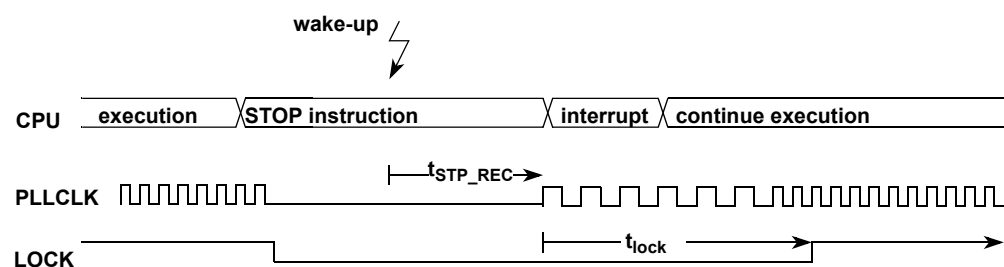 wake-up
CPU execution STOP instruction interrupt continue execution
tSTP_REC
PLLCLK
tlock
LOCK